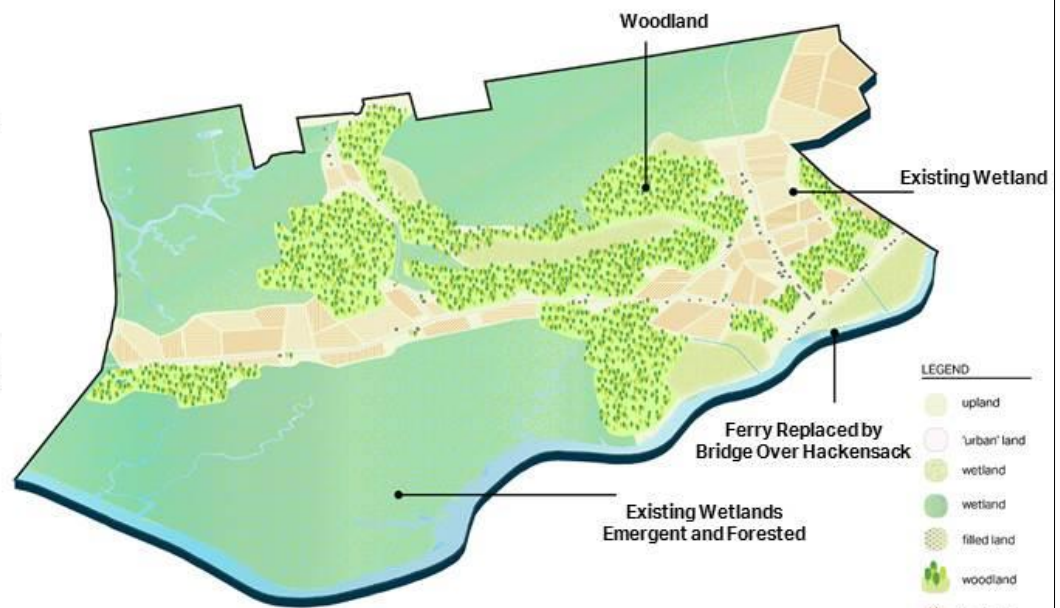 Woodland
Existing Wetland
Ferry Replaced by
Bridge Over Hackensack
Existing Wetlands
Emergent and Forested
LEGEND
upland
'urban' land
wetland
wetland
filled land
woodland